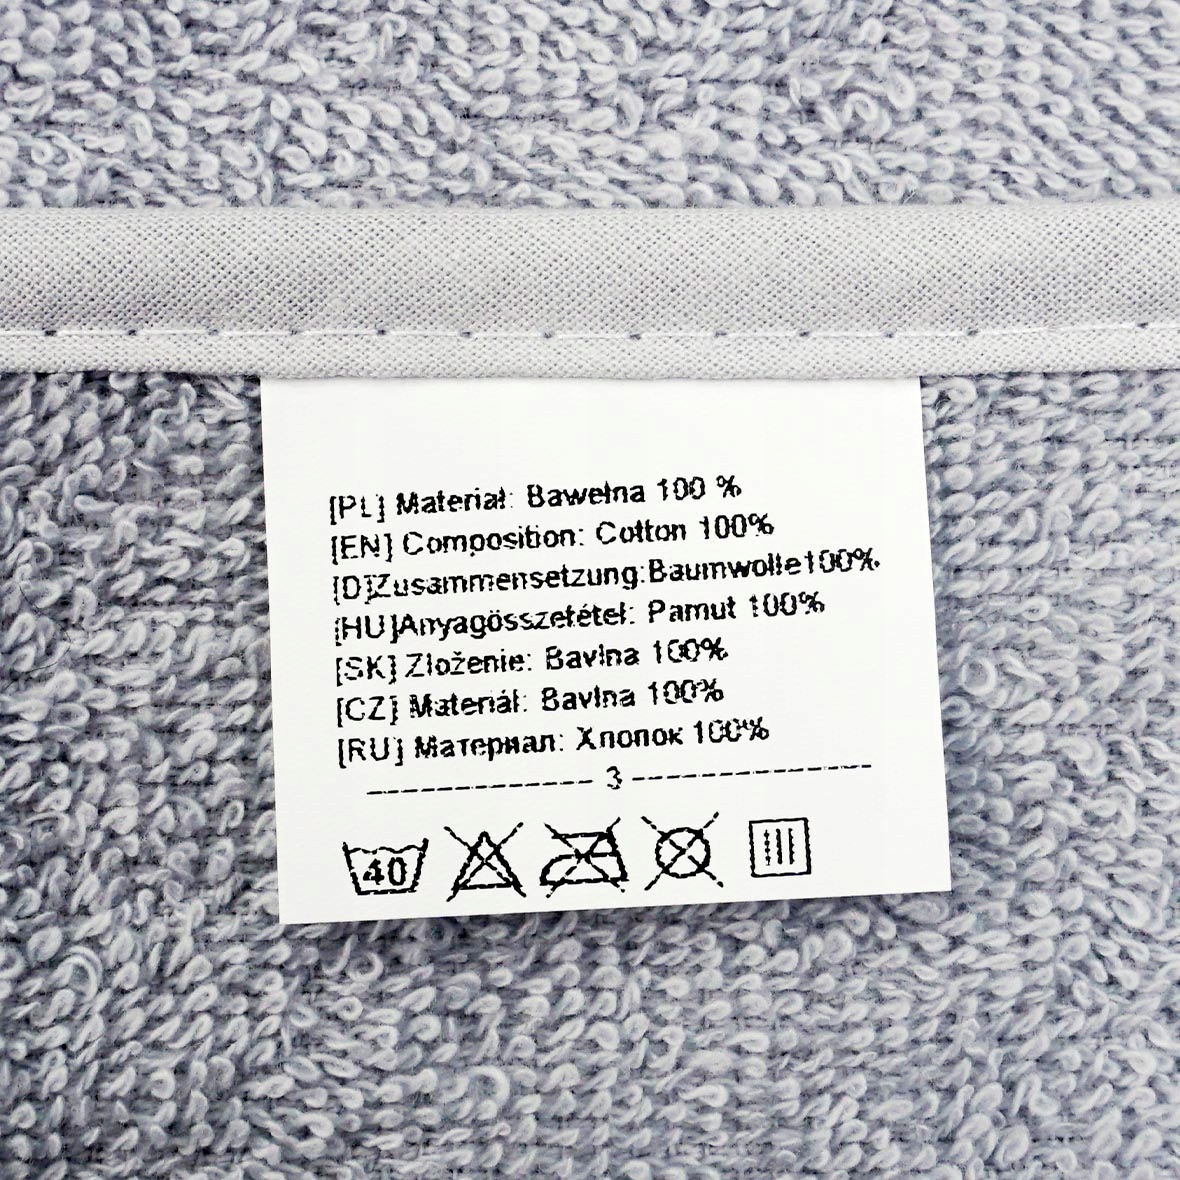 [PL] Materiał: Bawełna 100 %
[EN] Composition: Cotton 100%
[D]Zusammensetzung:Baumwolle100%
[HU]Anyagösszetétel: Pamut 100%
[SK] Zloženie: Bavlna 100%
[CZ] Materiál: Bavlna 100%
[RU] Материал: Хлопок 100%
------------- 3 -------------
40